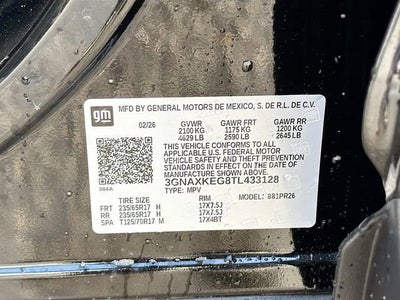 gm
MFD BY GENERAL MOTORS DE MEXICO, S. DE R.L. DE C.V.
02/26 GVWR GAWR FRT GAWR RR
2100 KG 1175 KG 1200 KG
4629 LB 2590 LB 2645 LB
THIS VEHICLE CONFORMS TO ALL APPLICABLE
U.S. FEDERAL MOTOR
VEHICLE SAFETY AND THEFT PREVENTION
STANDARDS IN EFFECT ON THE DATE OF
MANUFACTURE SHOWN ABOVE.
3GNAXKEG8TL433128
TYPE: MPV
MODEL: 881PR26
TIRE SIZE RIM
FRT 235/65R17 H 17X7.5J
RR 235/65R17 H 17X7.5J
SPA T125/70R17 M 17X4BT